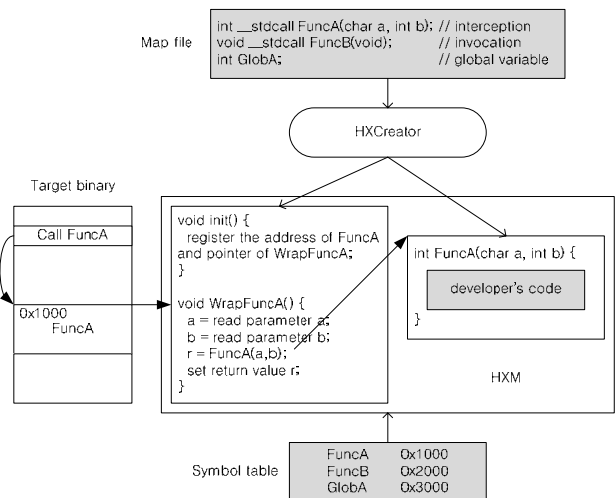 Map file
int __stdcall FuncA(char a, int b); // interception
void __stdcall FuncB(void); // invocation
int GlobA; // global variable
HXCreator
Target binary
Call FuncA
0x1000
FuncA
void init() {
register the address of FuncA
and pointer of WrapFuncA;
}
void WrapFuncA() {
a = read parameter a;
b = read parameter b;
r = FuncA(a,b);
set return value r;
}
int FuncA(char a, int b) {
developer's code
}
HXM
Symbol table
FuncA 0x1000
FuncB 0x2000
GlobA 0x3000